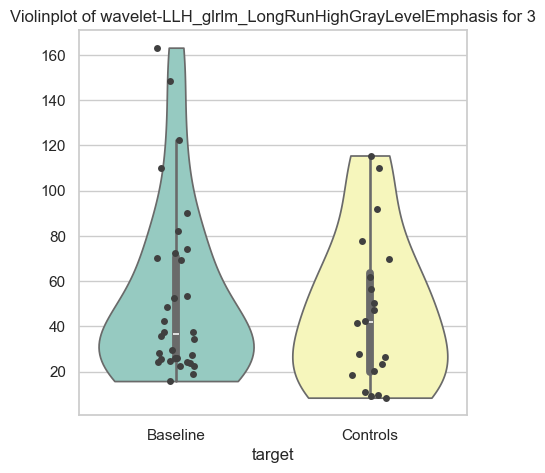 Violinplot of wavelet-LLH_glrlm_LongRunHighGrayLevelEmphasis for 3
160
140
120
100
80
60
40
20
Baseline Controls
target